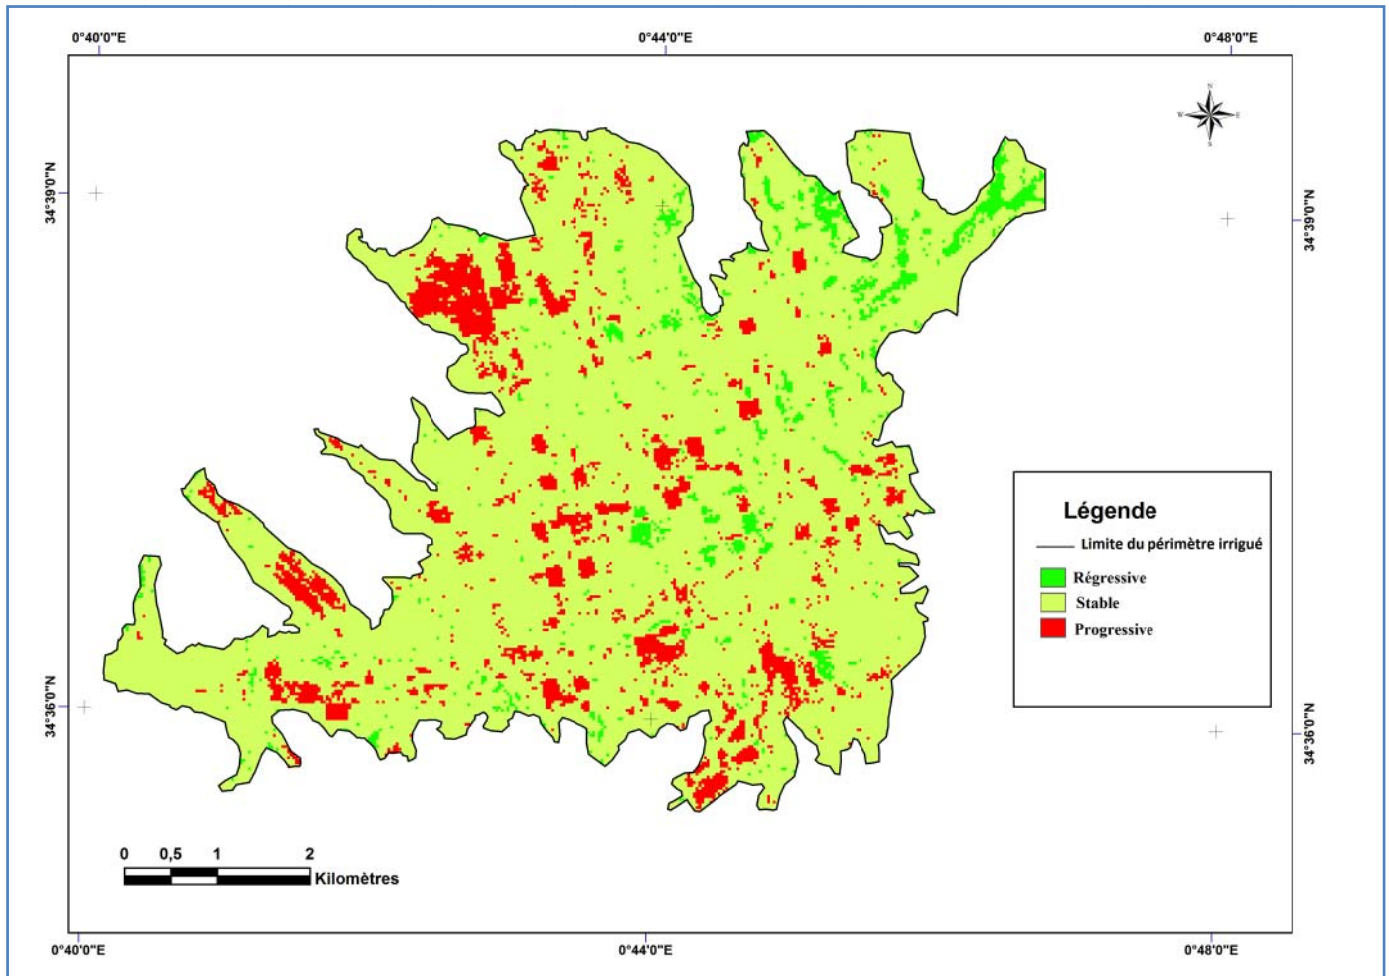 0°40'0"E 0°44'0"E 0°48'0"E
N
W E
S
34°39'0"N 34°39'0"N
Légende
Limite du périmètre irrigué
Régressive
Stable
Progressive
34°36'0"N 34°36'0"N
0 0,5 1 2
Kilomètres
0°40'0"E 0°44'0"E 0°48'0"E